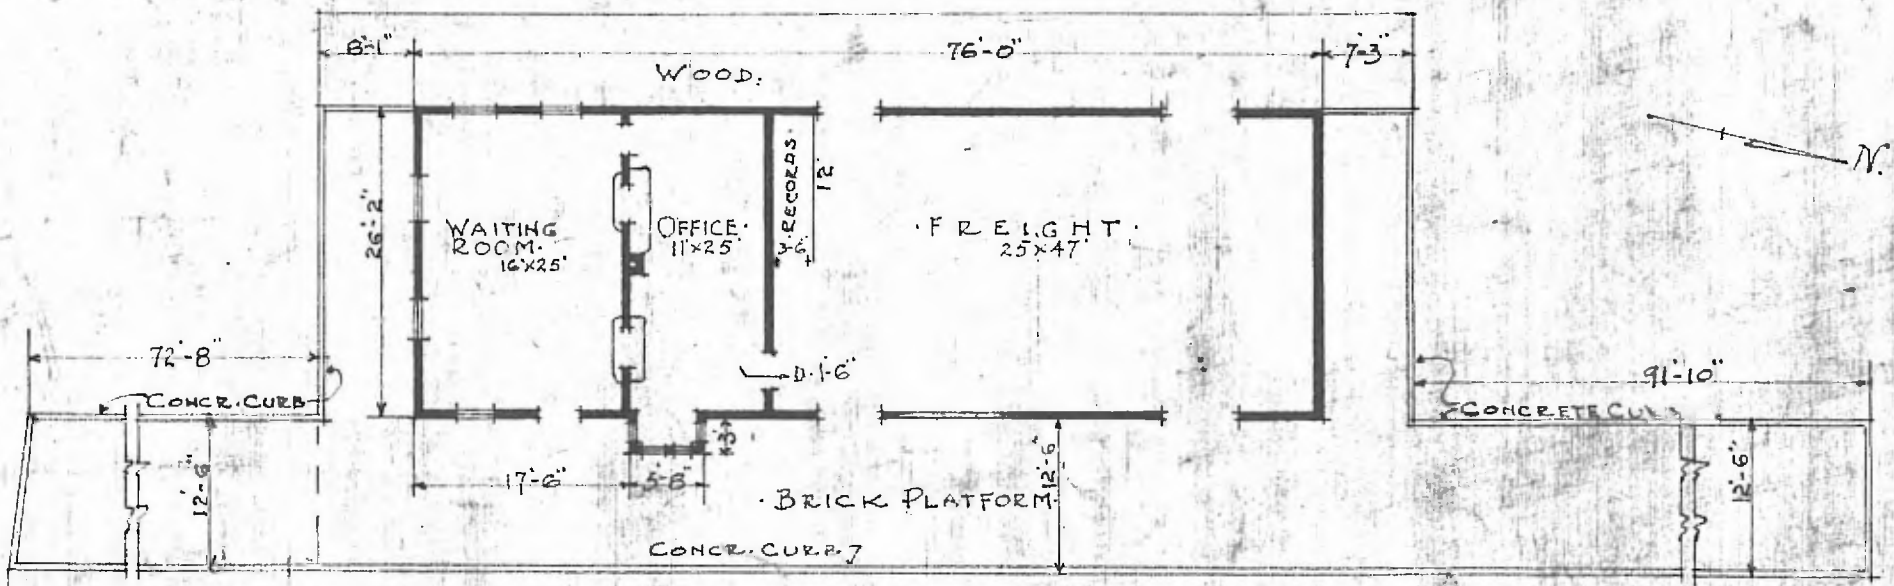 8'-1"
76'-0"
7'-3"
WOOD.
N.
26'-2"
WAITING
ROOM.
16'x25'
OFFICE.
11'x25'
RECORDS.
12'
3'-6"
. FREIGHT .
25'x47'
72'-8"
D. 1'-6"
91'-10"
CONCR. CURB
CONCRETE CURB
12'-6"
17'-6"
5'-8"
3'
12'-6"
12'-6"
. BRICK PLATFORM.
CONCR. CURB.